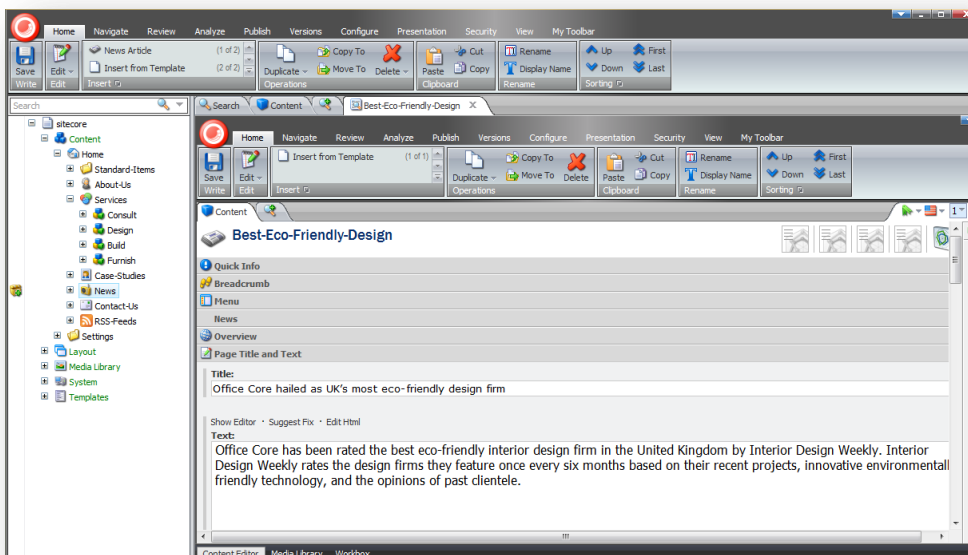 Home Navigate Review Analyze Publish Versions Configure Presentation Security View My Toolbar
Save Edit News Article (1 of 2) Insert from Template (2 of 2) Duplicate Copy To Move To Delete Paste Cut Copy Rename Display Name Up Down First Last
Write Edit Insert Operations Clipboard Rename Sorting
Search
sitecore
Content
Home
Standard-Items
About-Us
Services
Consult
Design
Build
Furnish
Case-Studies
News
Contact-Us
RSS-Feeds
Settings
Layout
Media Library
System
Templates
Search Content Best-Eco-Friendly-Design X
Home Navigate Review Analyze Publish Versions Configure Presentation Security View My Toolbar
Save Edit Insert from Template (1 of 1) Duplicate Copy To Move To Delete Paste Cut Copy Rename Display Name Up Down First Last
Write Edit Insert Operations Clipboard Rename Sorting
Content 1
Best-Eco-Friendly-Design
Quick Info
Breadcrumb
Menu
News
Overview
Page Title and Text
Title:
Office Core hailed as UK's most eco-friendly design firm
Show Editor · Suggest Fix · Edit Html
Text:
Office Core has been rated the best eco-friendly interior design firm in the United Kingdom by Interior Design Weekly. Interior
Design Weekly rates the design firms they feature once every six months based on their recent projects, innovative environmentall
friendly technology, and the opinions of past clientele.
Content Editor Media Library Workbox